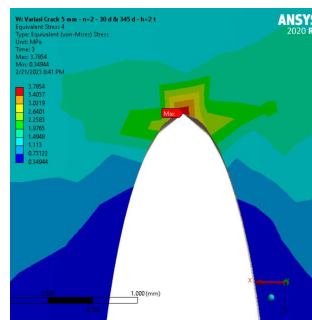 W: Variasi Crack 5 mm - n=2 - 30 d & 345 d - h=2 t
Equivalent Stress 4
Type: Equivalent (von-Mises) Stress
Unit: MPa
Time: 3
Max: 3.7854
Min: 0.34944
2/21/2023 8:41 PM
ANSYS
2020 R
3.7854
3.4037
3.0219
2.6401
2.2583
1.8765
1.4948
1.113
0.73122
0.34944
Max
1.000 (mm)
X